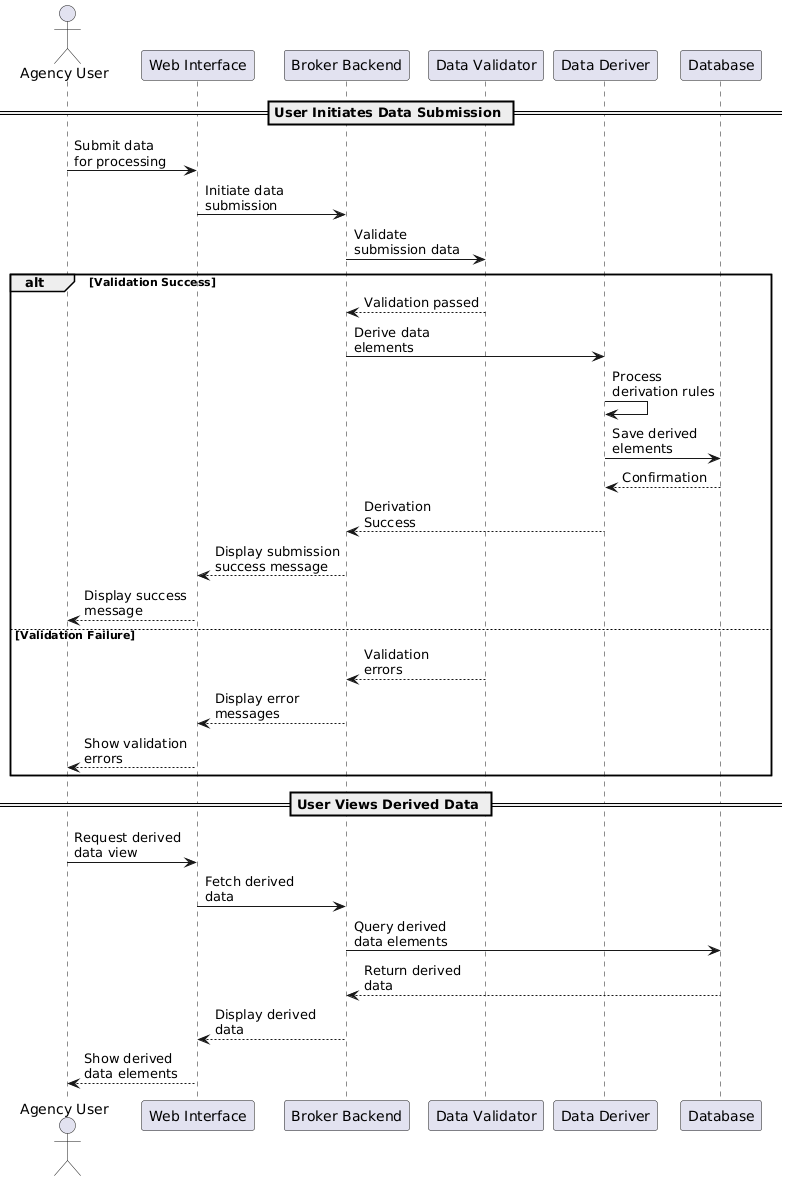 Agency User
Web Interface
Broker Backend
Data Validator
Data Deriver
Database
User Initiates Data Submission
Submit data
for processing
Initiate data
submission
Validate
submission data
alt
[Validation Success]
Validation passed
Derive data
elements
Process
derivation rules
Save derived
elements
Confirmation
Derivation
Success
Display submission
success message
Display success
message
[Validation Failure]
Validation
errors
Display error
messages
Show validation
errors
User Views Derived Data
Request derived
data view
Fetch derived
data
Query derived
data elements
Return derived
data
Display derived
data
Show derived
data elements
Agency User
Web Interface
Broker Backend
Data Validator
Data Deriver
Database